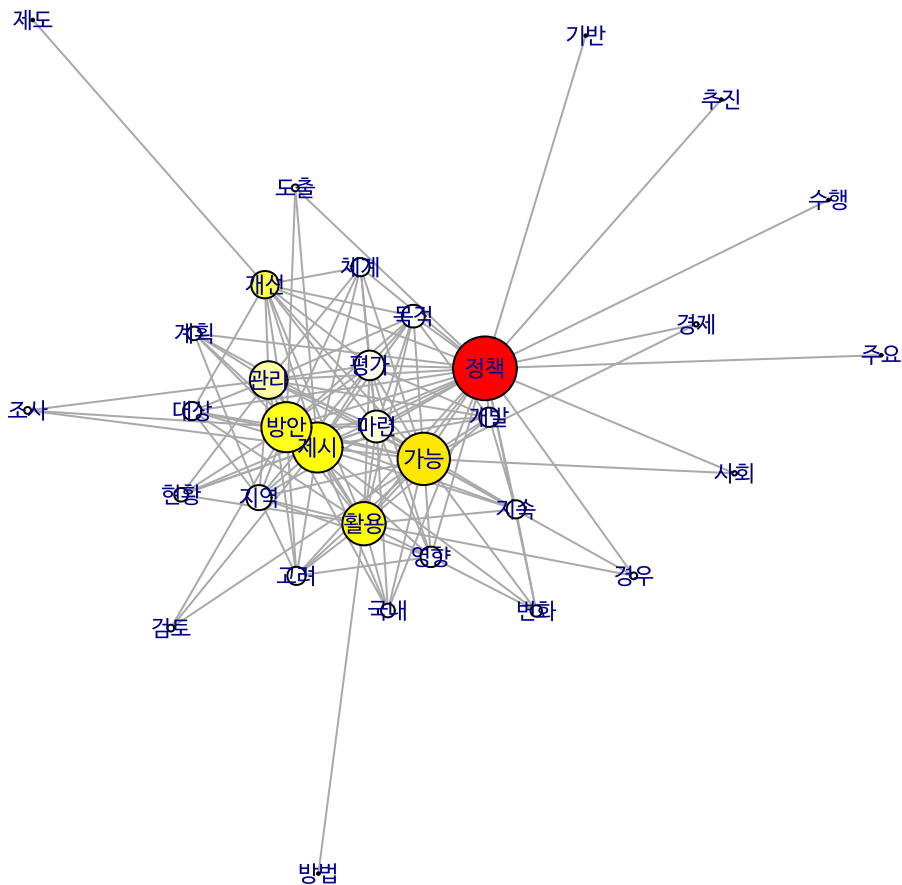 제도
기반
추진
도출
수행
체계
개선
목적
경제
계획
주요
평가
정책
관리
조사
대상
개발
방안
마련
제시
가능
사회
현황
지역
지속
활용
영향
고려
경우
국내
변화
검토
방법